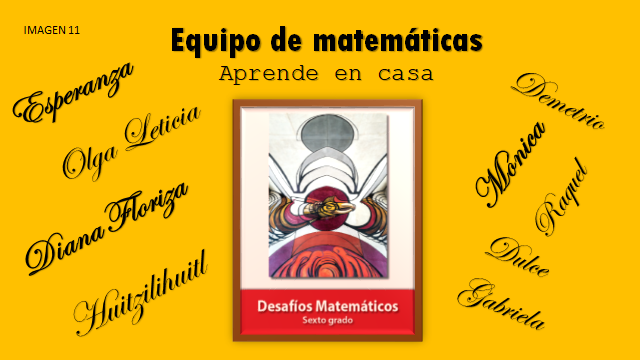 IMAGEN 11
Equipo de matemáticas
Aprende en casa
Esperanza
Olga Leticia
Diana Floriza
Huitzilihuitl
Desafíos Matemáticos
Sexto grado
Demetrio
Mónica
Raquel
Dulce
Gabriela